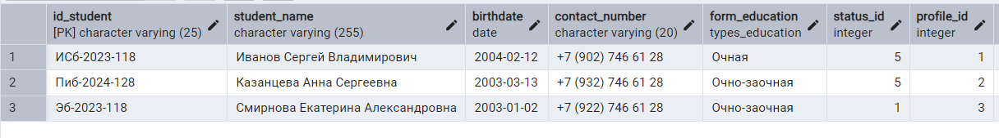 id_student student_name birthdate contact_number form_education status_id profile_id
[PK] character varying (25) character varying (255) date character varying (20) types_education integer integer
1 ИСб-2023-118 Иванов Сергей Владимирович 2004-02-12 +7 (902) 746 61 28 Очная 5 1
2 Пиб-2024-128 Казанцева Анна Сергеевна 2003-03-13 +7 (932) 746 61 28 Очно-заочная 5 2
3 Эб-2023-118 Смирнова Екатерина Александровна 2003-01-02 +7 (922) 746 61 28 Очно-заочная 1 3